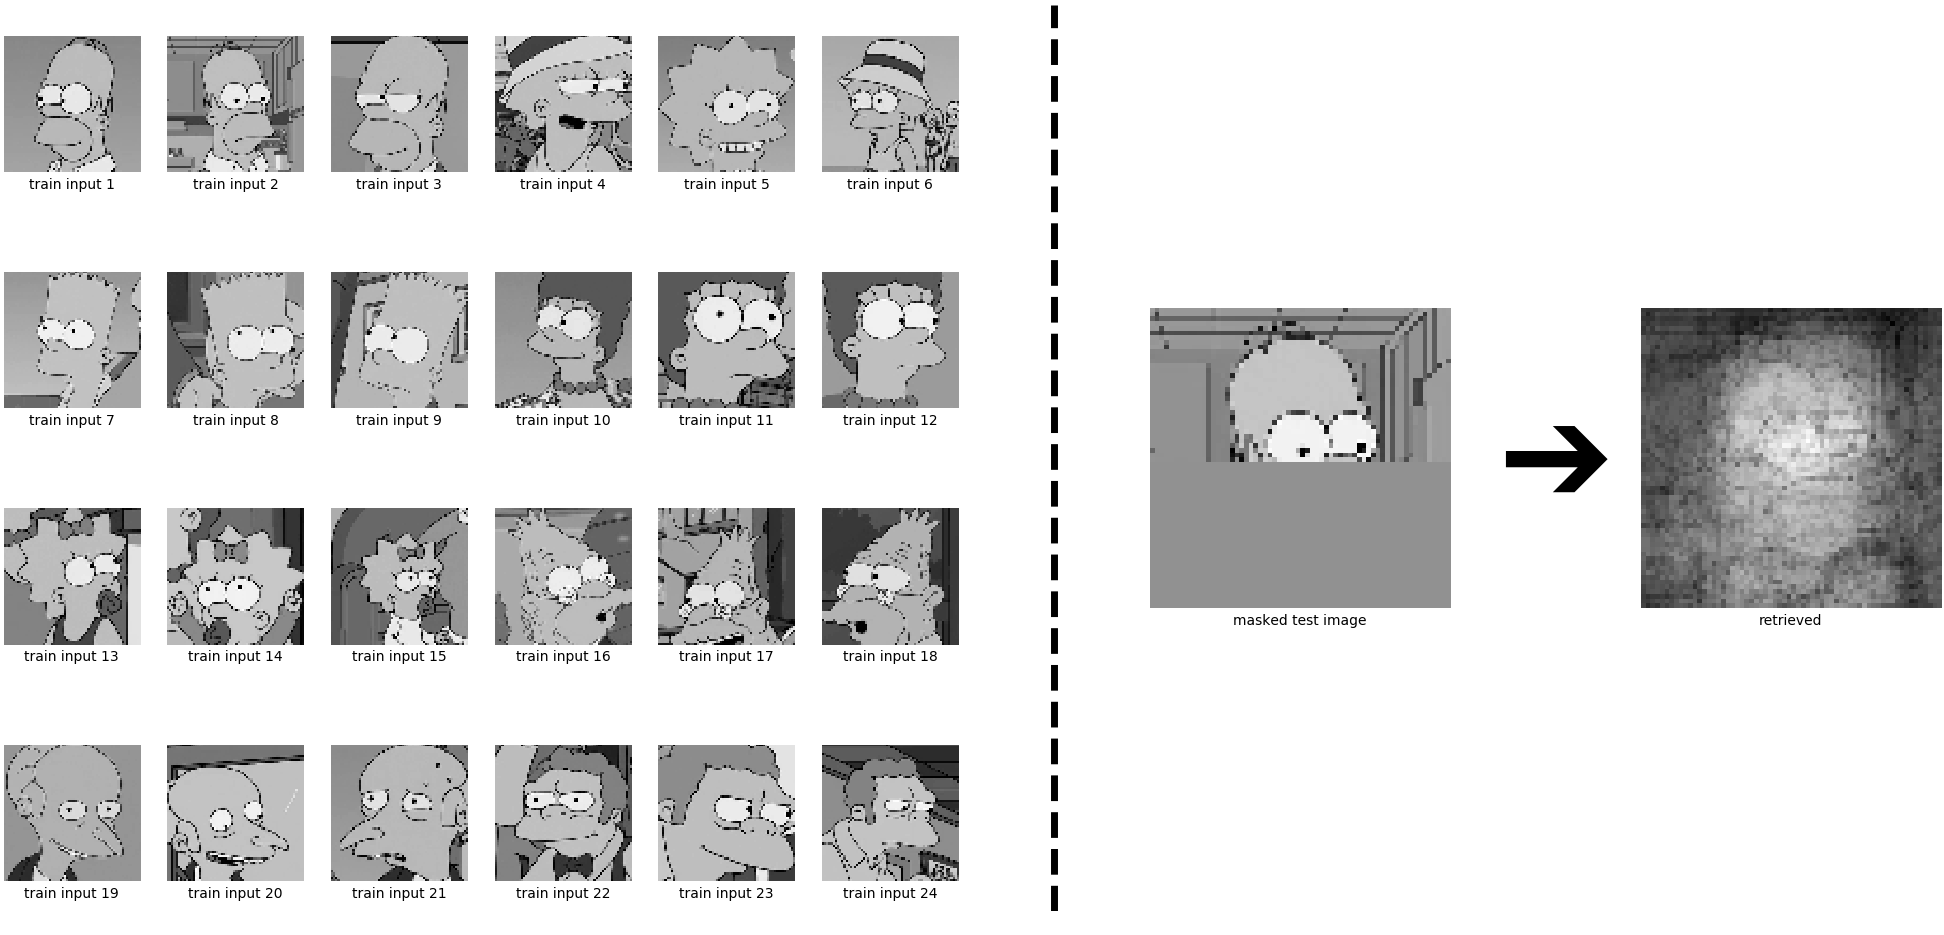 train input 1
train input 2
train input 3
train input 4
train input 5
train input 6
train input 7
train input 8
train input 9
train input 10
train input 11
train input 12
masked test image
retrieved
train input 13
train input 14
train input 15
train input 16
train input 17
train input 18
train input 19
train input 20
train input 21
train input 22
train input 23
train input 24